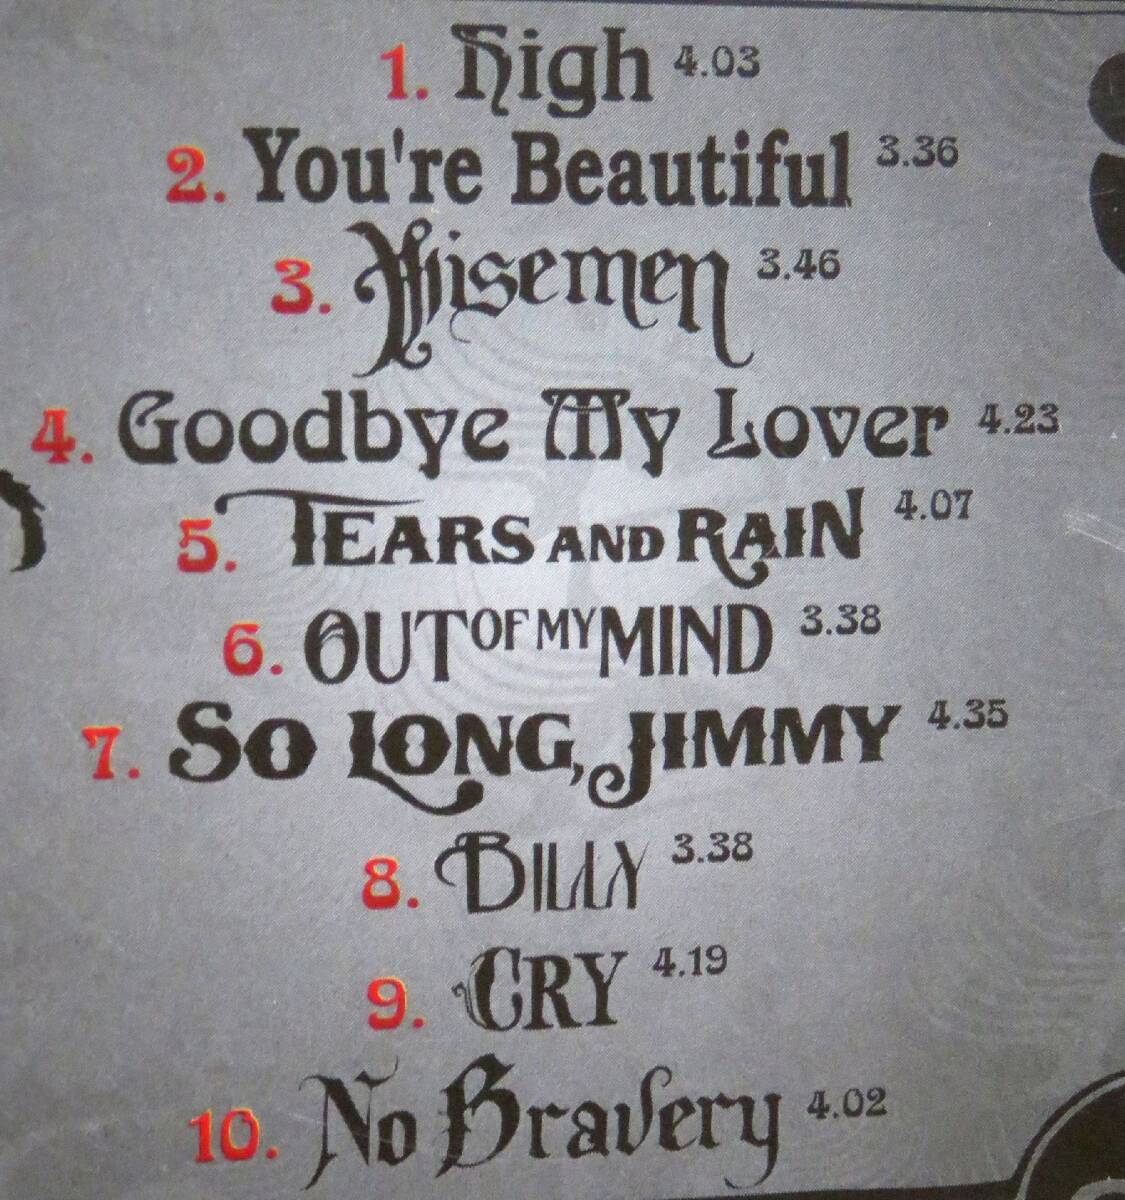 1. High 4.03
2. You're Beautiful 3.36
3. Wisemen 3.46
4. Goodbye My Lover 4.23
5. TEARS AND RAIN 4.07
6. OUT OF MY MIND 3.38
7. SO LONG, JIMMY 4.35
8. BILLY 3.38
9. CRY 4.19
10. No Bravery 4.02